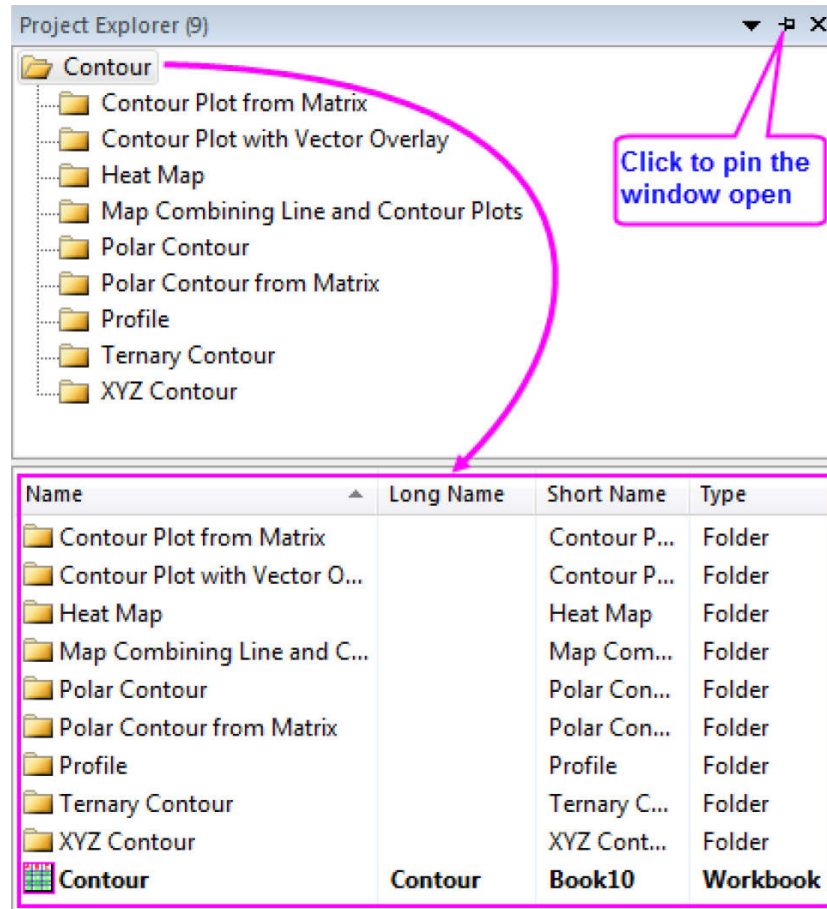 Project Explorer (9)
Contour
Contour Plot from Matrix
Contour Plot with Vector Overlay
Heat Map
Map Combining Line and Contour Plots
Polar Contour
Polar Contour from Matrix
Profile
Ternary Contour
XYZ Contour
Click to pin the
window open
Name Long Name Short Name Type
Contour Plot from Matrix Contour P... Folder
Contour Plot with Vector O... Contour P... Folder
Heat Map Heat Map Folder
Map Combining Line and C... Map Com... Folder
Polar Contour Polar Con... Folder
Polar Contour from Matrix Polar Con... Folder
Profile Profile Folder
Ternary Contour Ternary C... Folder
XYZ Contour XYZ Cont... Folder
Contour Contour Book10 Workbook